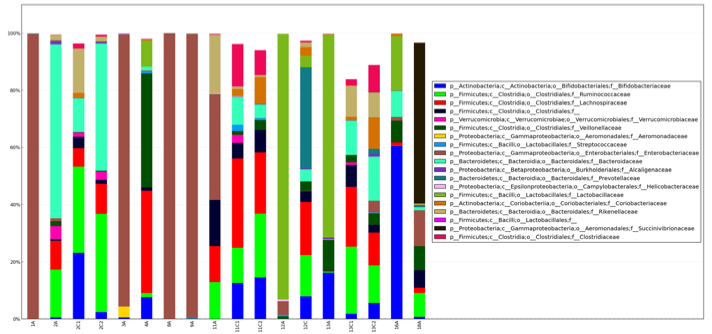 100%
80%
60%
40%
20%
0%
1A 2A 2C1 2C2 3A 4A 8A 9A 11A 11C1 11C2 12A 12C 13A 13C1 13C2 16A 18A
p__Actinobacteria;c__Actinobacteria;o__Bifidobacteriales;f__Bifidobacteriaceae
p__Firmicutes;c__Clostridia;o__Clostridiales;f__Ruminococcaceae
p__Firmicutes;c__Clostridia;o__Clostridiales;f__Lachnospiraceae
p__Firmicutes;c__Clostridia;o__Clostridiales;f__
p__Verrucomicrobia;c__Verrucomicrobiae;o__Verrucomicrobiales;f__Verrucomicrobiaceae
p__Firmicutes;c__Clostridia;o__Clostridiales;f__Veillonellaceae
p__Proteobacteria;c__Gammaproteobacteria;o__Aeromonadales;f__Aeromonadaceae
p__Firmicutes;c__Bacilli;o__Lactobacillales;f__Streptococcaceae
p__Proteobacteria;c__Gammaproteobacteria;o__Enterobacteriales;f__Enterobacteriaceae
p__Bacteroidetes;c__Bacteroidia;o__Bacteroidales;f__Bacteroidaceae
p__Proteobacteria;c__Betaproteobacteria;o__Burkholderiales;f__Alcaligenaceae
p__Bacteroidetes;c__Bacteroidia;o__Bacteroidales;f__Prevotellaceae
p__Proteobacteria;c__Epsilonproteobacteria;o__Campylobacterales;f__Helicobacteraceae
p__Firmicutes;c__Bacilli;o__Lactobacillales;f__Lactobacillaceae
p__Actinobacteria;c__Coriobacteriia;o__Coriobacteriales;f__Coriobacteriaceae
p__Bacteroidetes;c__Bacteroidia;o__Bacteroidales;f__Rikenellaceae
p__Firmicutes;c__Bacilli;o__Lactobacillales;f__
p__Proteobacteria;c__Gammaproteobacteria;o__Aeromonadales;f__Succinivibrionaceae
p__Firmicutes;c__Clostridia;o__Clostridiales;f__Clostridiaceae